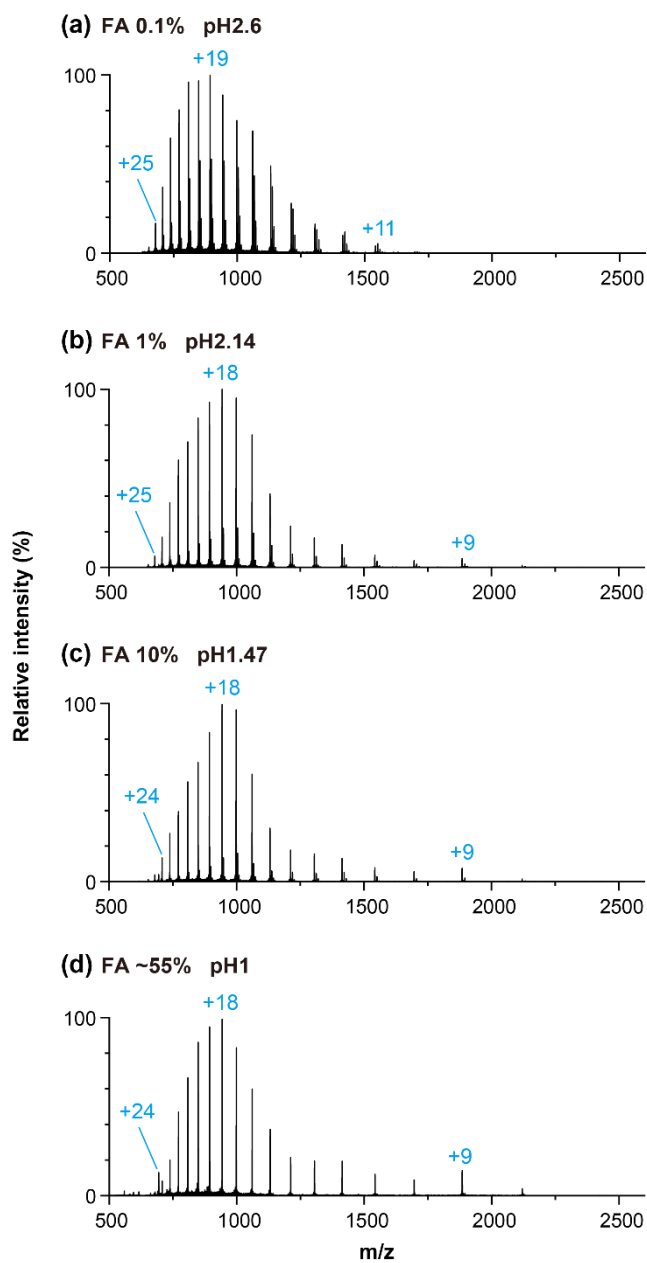 (a) FA 0.1% pH2.6
100
+19
+25
+11
0
500 1000 1500 2000 2500
(b) FA 1% pH2.14
100
+18
+25
+9
0
500 1000 1500 2000 2500
Relative intensity (%)
(c) FA 10% pH1.47
100
+18
+24
+9
0
500 1000 1500 2000 2500
(d) FA ~55% pH1
100
+18
+24
+9
0
500 1000 1500 2000 2500
m/z